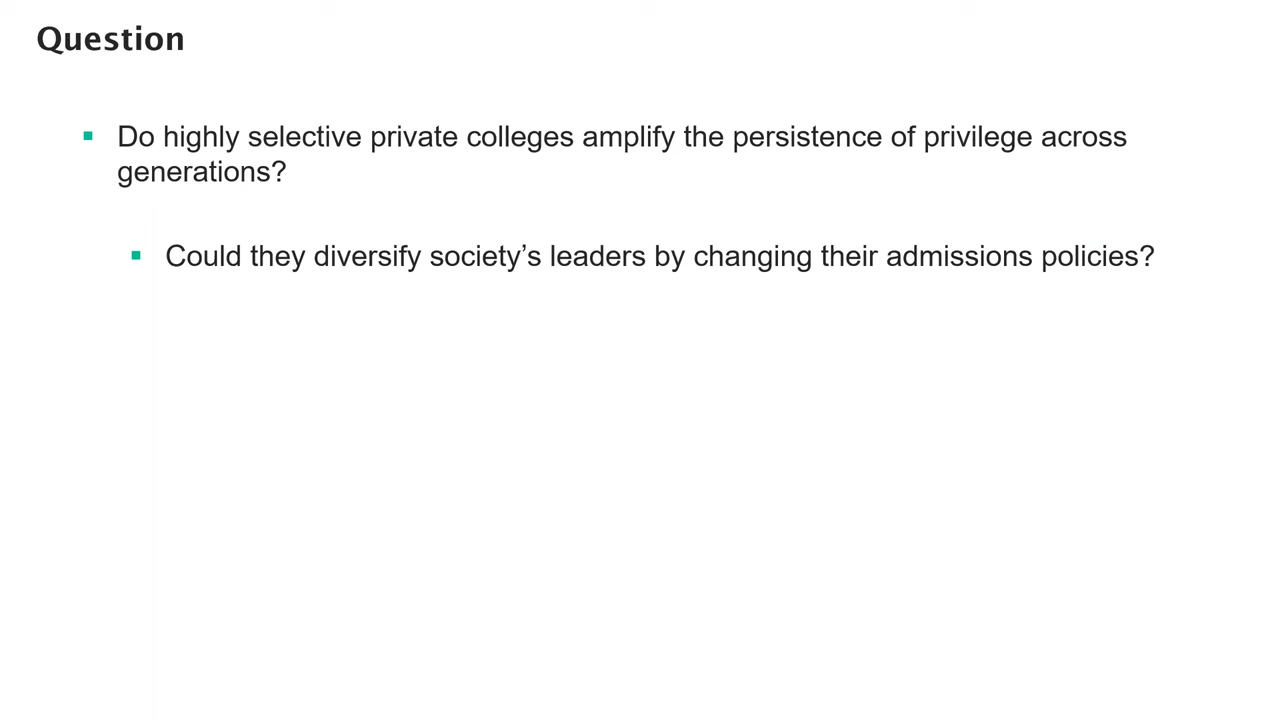 Question
Do highly selective private colleges amplify the persistence of privilege across
generations?
Could they diversify society’s leaders by changing their admissions policies?